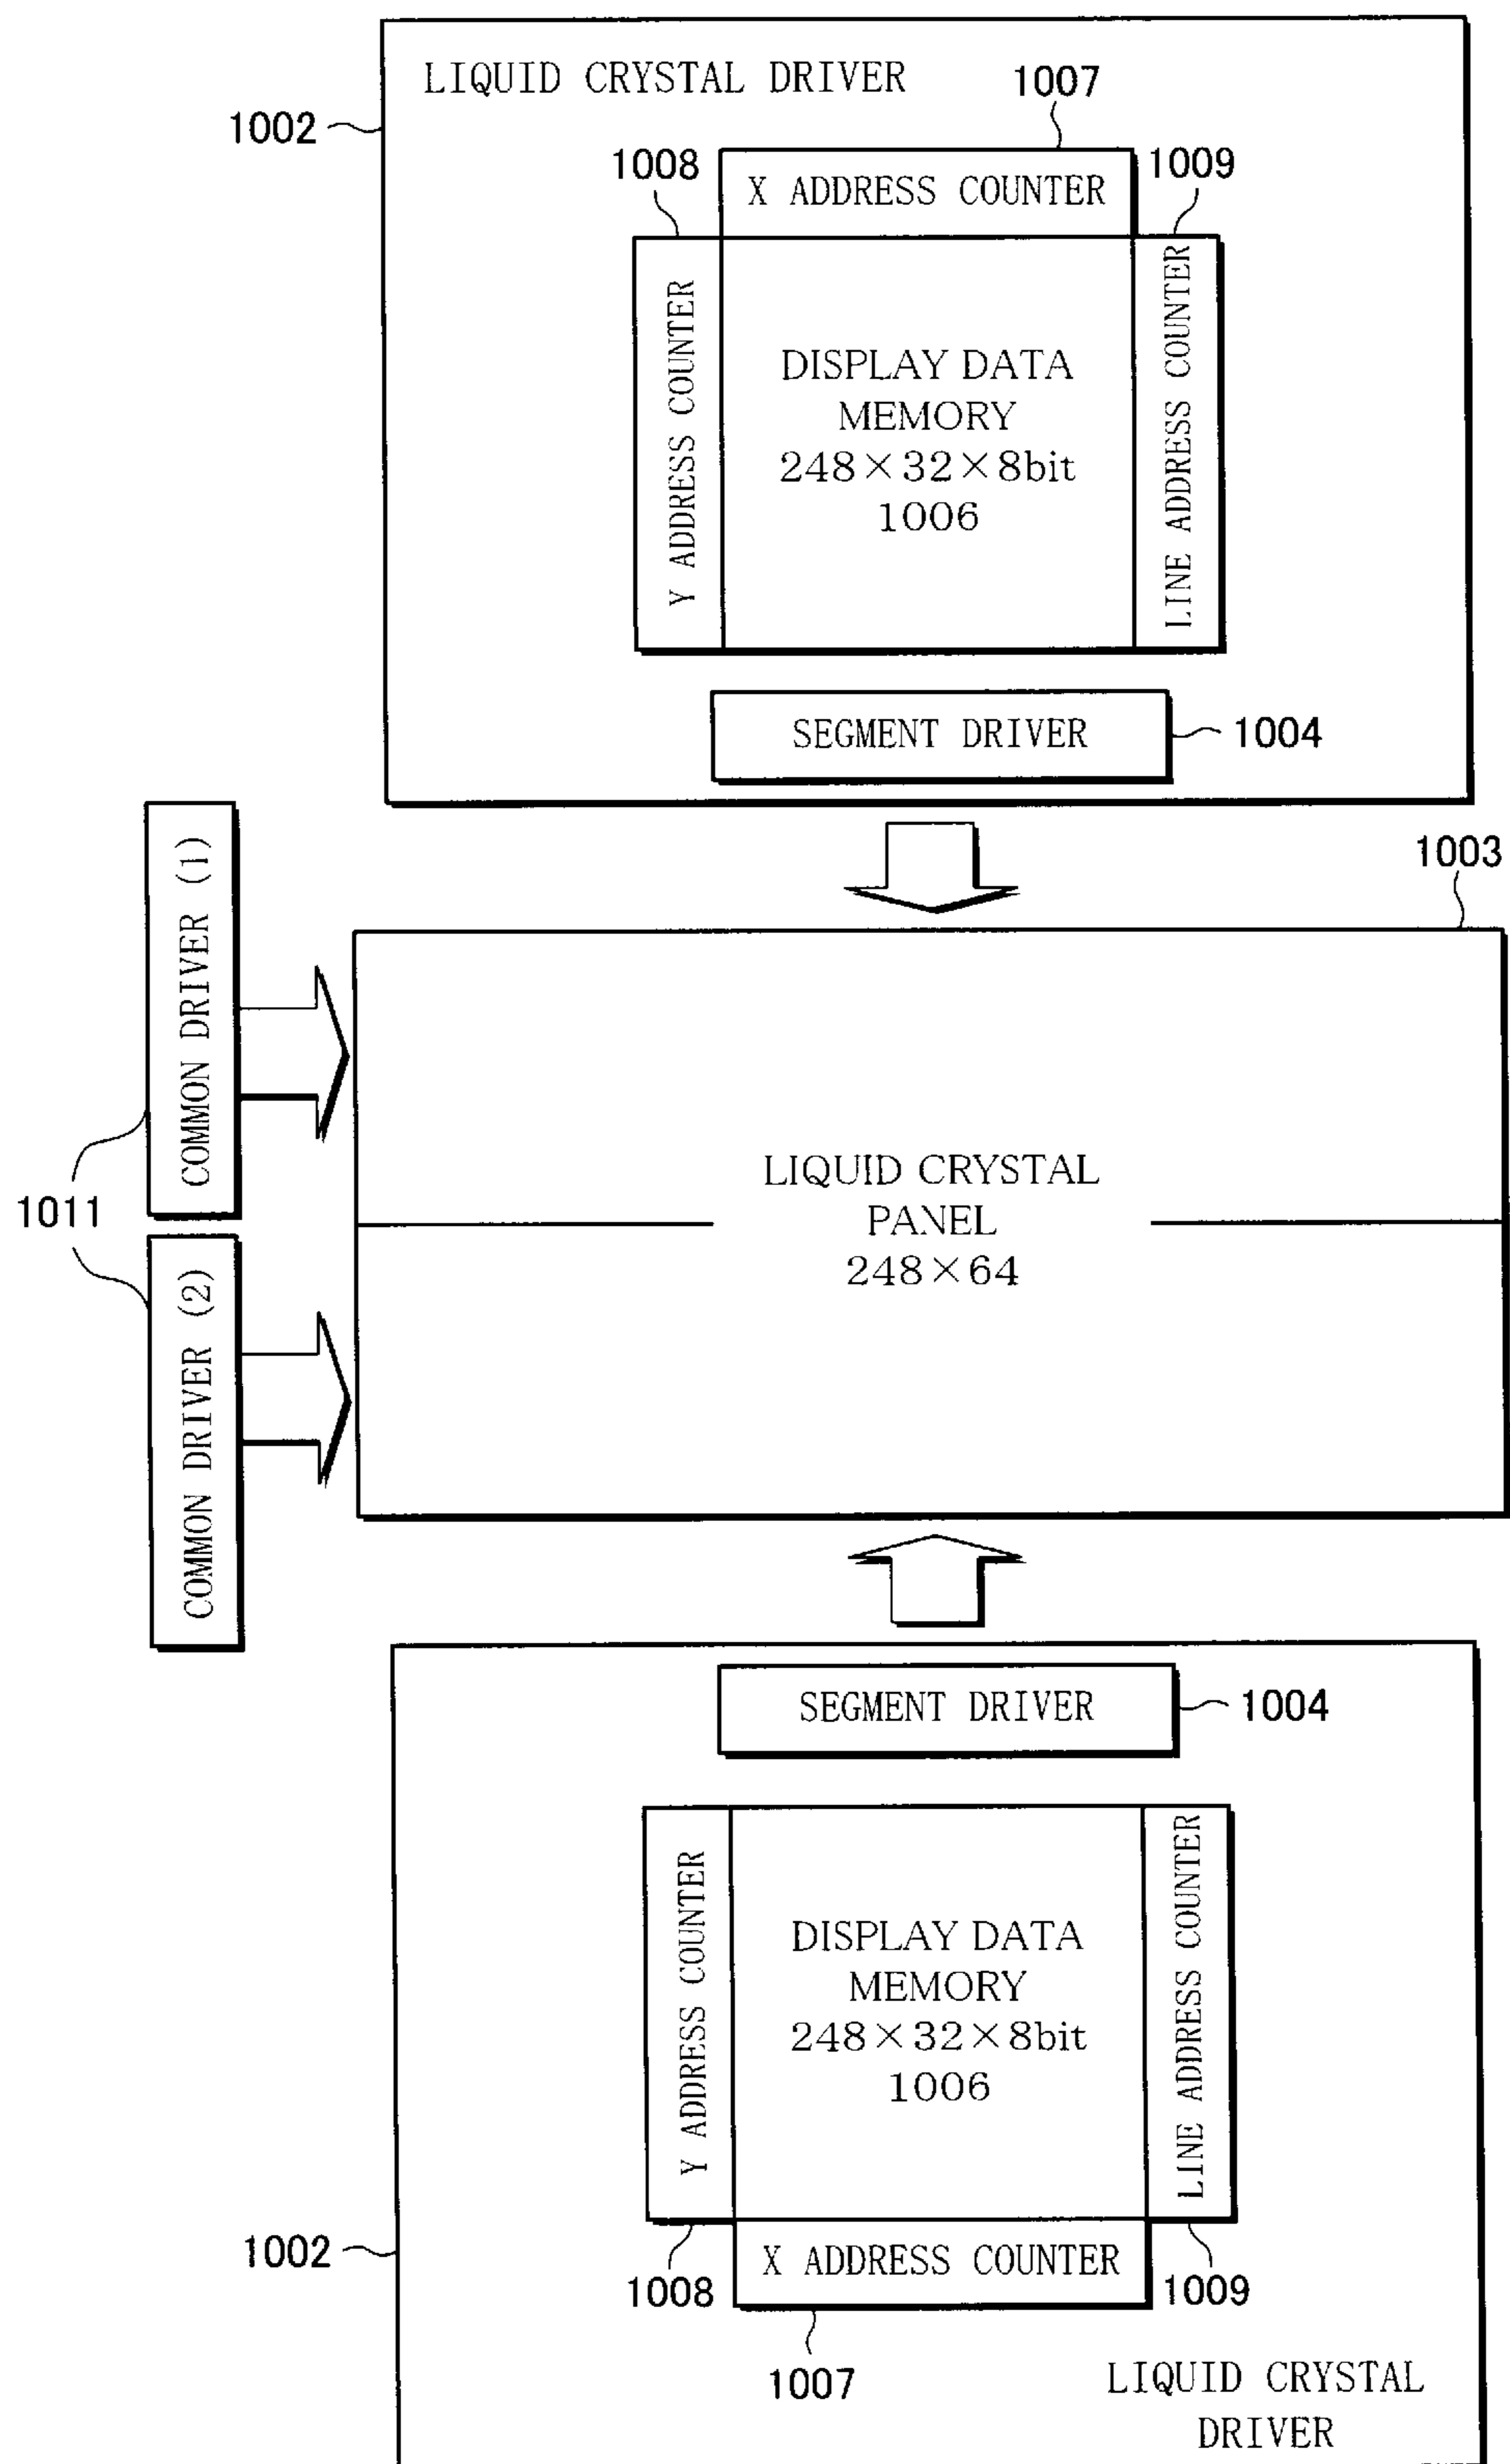 LIQUID CRYSTAL DRIVER
1007
1002
1008
1009
X ADDRESS COUNTER
Y ADDRESS COUNTER
DISPLAY DATA
MEMORY
248×32×8bit
1006
LINE ADDRESS COUNTER
SEGMENT DRIVER
1004
COMMON DRIVER (1)
1003
1011
LIQUID CRYSTAL
PANEL
248×64
COMMON DRIVER (2)
SEGMENT DRIVER
1004
Y ADDRESS COUNTER
DISPLAY DATA
MEMORY
248×32×8bit
1006
LINE ADDRESS COUNTER
1002
X ADDRESS COUNTER
1008
1009
1007
LIQUID CRYSTAL
DRIVER